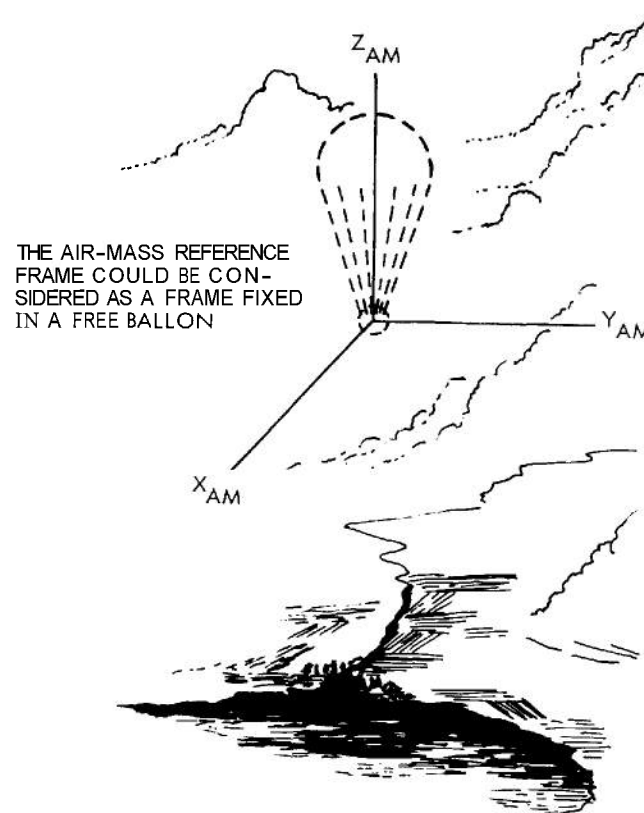 Z_AM
THE AIR-MASS REFERENCE
FRAME COULD BE CON-
SIDERED AS A FRAME FIXED
IN A FREE BALLON
Y_AM
X_AM